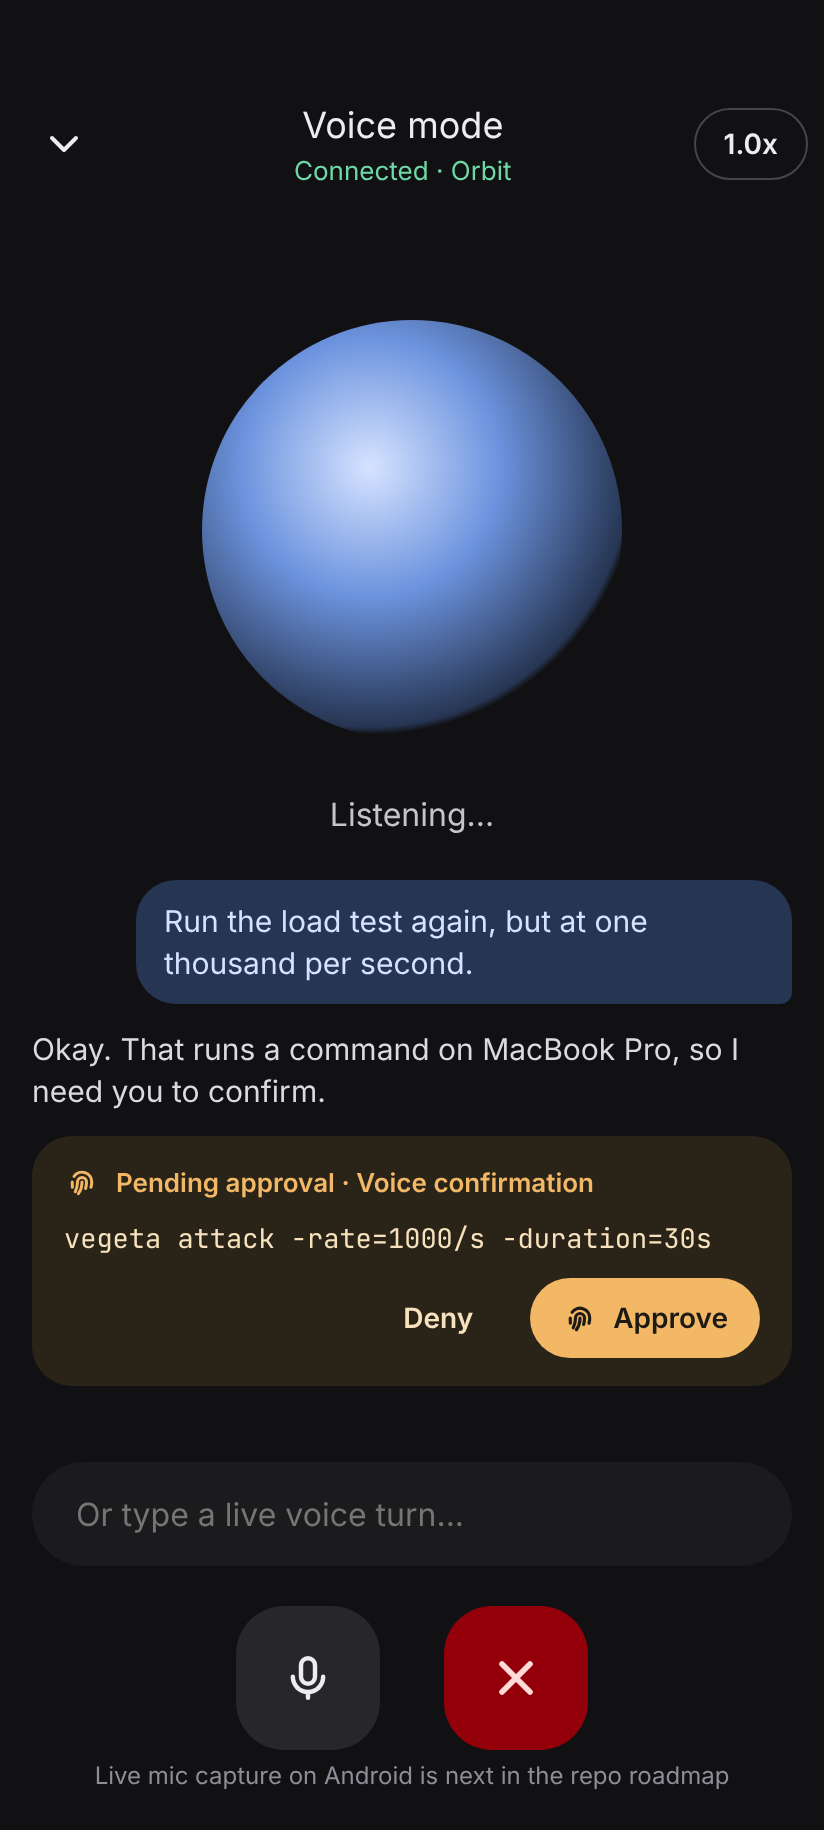 Voice mode
1.0x
Connected · Orbit
Listening...
Run the load test again, but at one
thousand per second.
Okay. That runs a command on MacBook Pro, so I
need you to confirm.
Pending approval · Voice confirmation
vegeta attack -rate=1000/s -duration=30s
Deny
Approve
Or type a live voice turn...
Live mic capture on Android is next in the repo roadmap